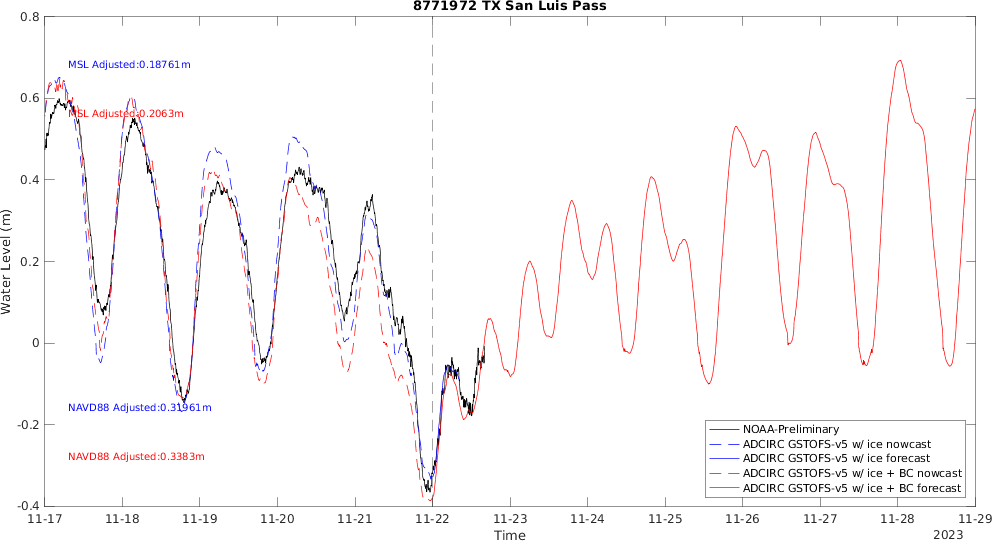 8771972 TX San Luis Pass
0.8
0.6
0.4
0.2
0
-0.2
-0.4
Water Level (m)
MSL Adjusted:0.18761m
MSL Adjusted:0.2063m
NAVD88 Adjusted:0.31961m
NAVD88 Adjusted:0.3383m
NOAA-Preliminary
ADCIRC GSTOFS-v5 w/ ice nowcast
ADCIRC GSTOFS-v5 w/ ice forecast
ADCIRC GSTOFS-v5 w/ ice + BC nowcast
ADCIRC GSTOFS-v5 w/ ice + BC forecast
11-17 11-18 11-19 11-20 11-21 11-22 11-23 11-24 11-25 11-26 11-27 11-28 11-29
Time
2023